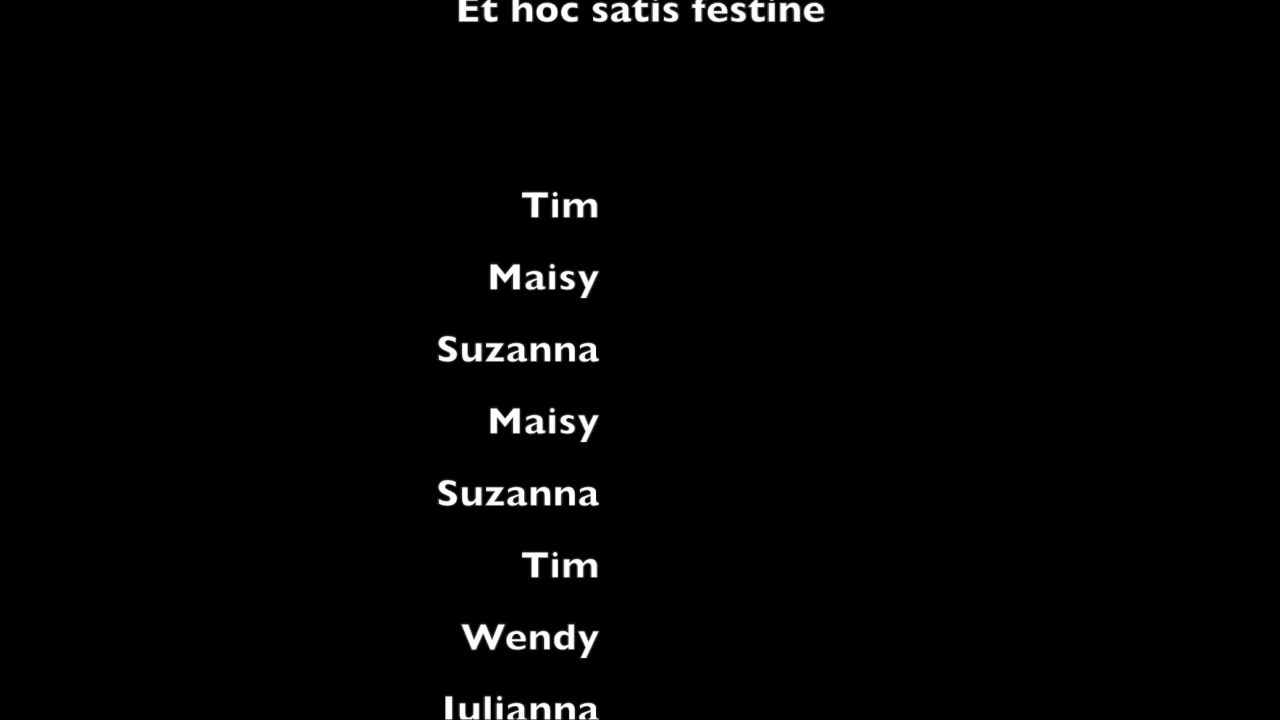 Et hoc satis festine
Tim
Maisy
Suzanna
Maisy
Suzanna
Tim
Wendy
Julianna